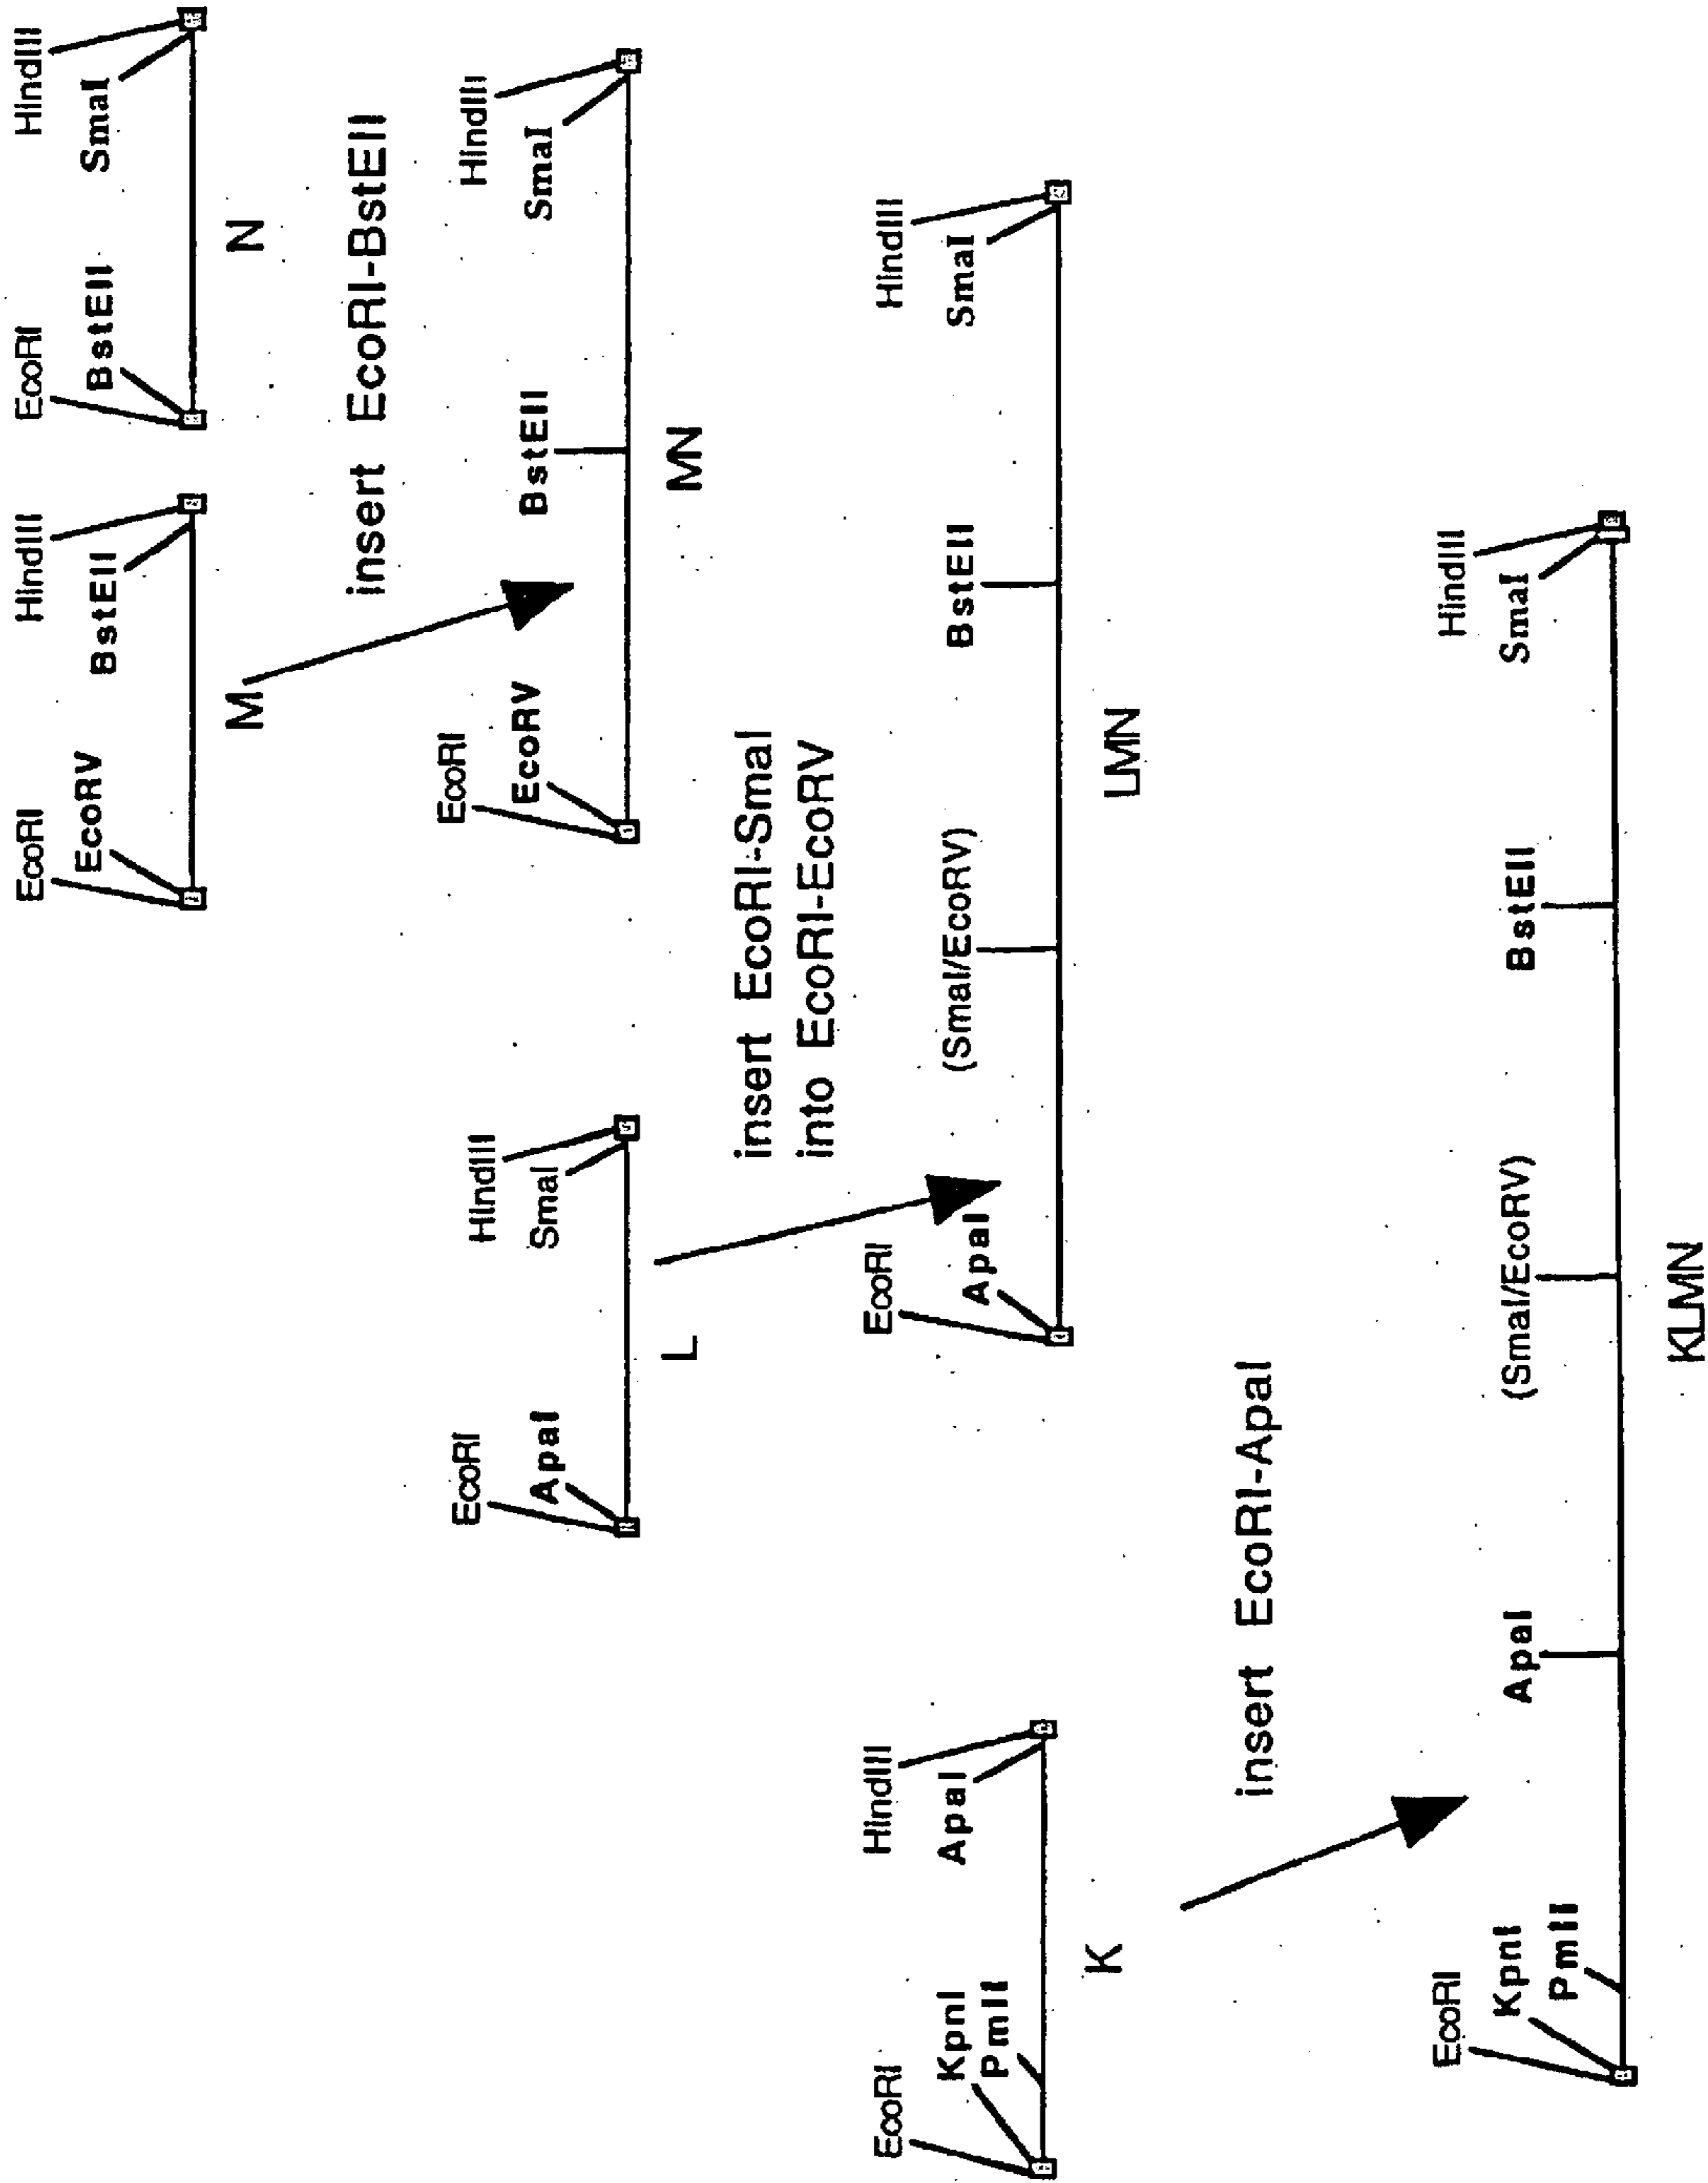 EcoRI HindIII EcoRI HindIII
EcoRV BstEII BstEII SmaI
M N
insert EcoRI-BstEII
EcoRI HindIII EcoRI HindIII
ApaI SmaI EcoRV BstEII SmaI
L MN
insert EcoRI-SmaI
into EcoRI-EcoRV
EcoRI HindIII EcoRI HindIII
KpnI ApaI ApaI (SmaI/EcoRV) BstEII SmaI
PmlI
K LMN
insert EcoRI-ApaI
EcoRI HindIII
KpnI ApaI (SmaI/EcoRV) BstEII SmaI
PmlI
KLMN